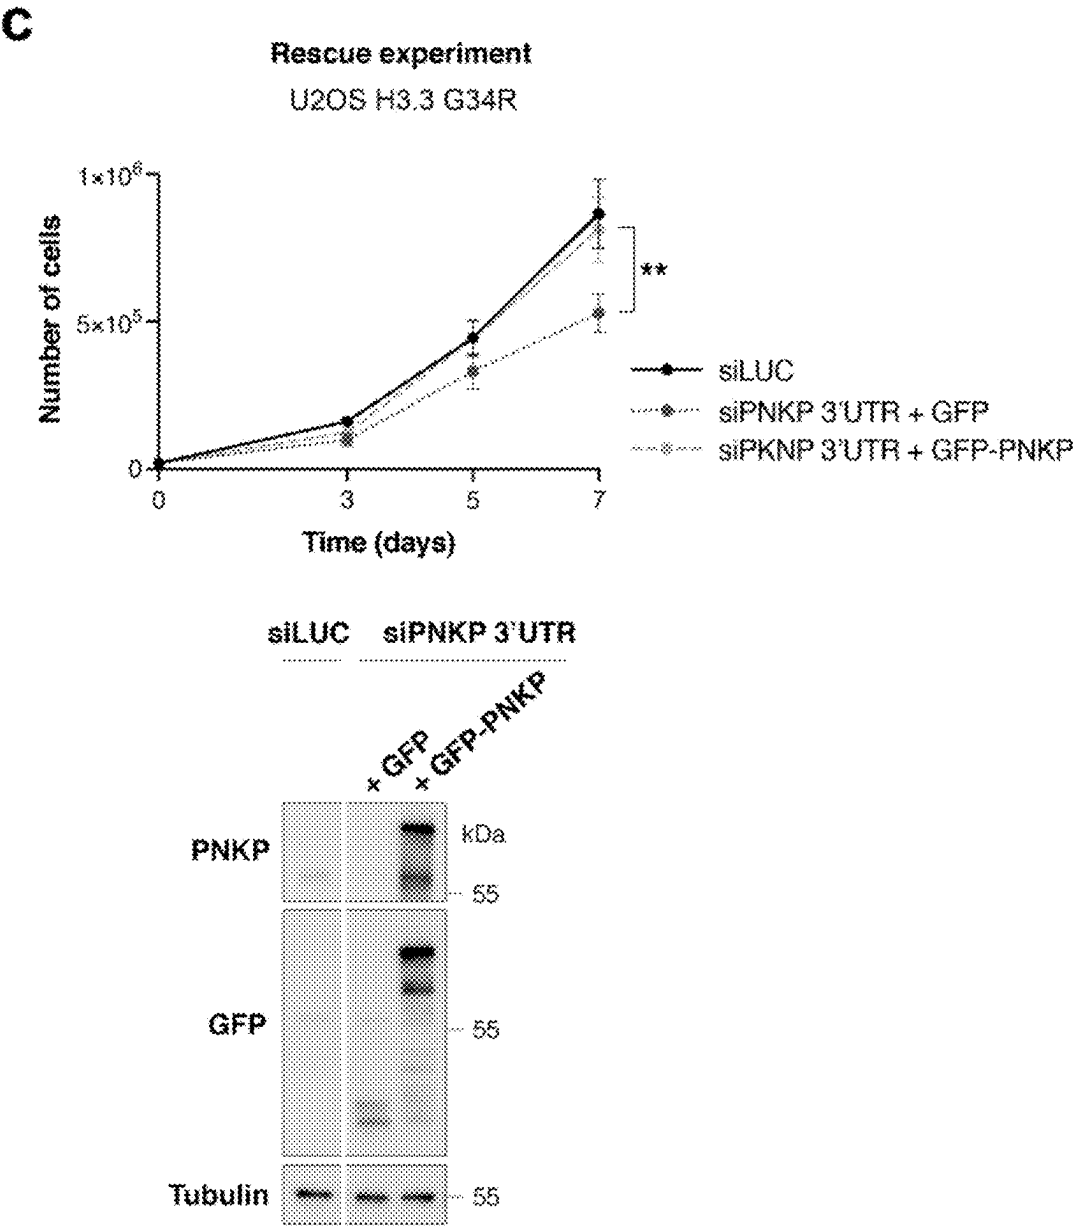 c
Rescue experiment
U2OS H3.3 G34R
1×10⁶
5×10⁵
0
Number of cells
0 3 5 7
Time (days)
**
siLUC
siPNKP 3'UTR + GFP
siPKNP 3'UTR + GFP-PNKP
siLUC siPNKP 3'UTR
+ GFP
+ GFP-PNKP
PNKP
kDa
55
GFP
55
Tubulin
55